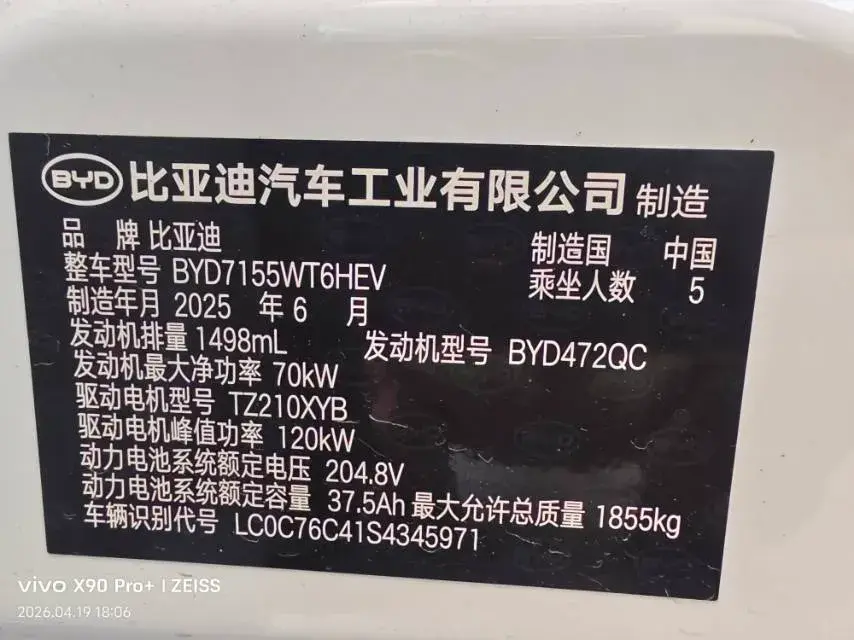 BYD 比亚迪汽车工业有限公司 制造
品 牌 比亚迪 制造国 中国
整车型号 BYD7155WT6HEV 乘坐人数 5
制造年月 2025 年 6 月
发动机排量 1498mL 发动机型号 BYD472QC
发动机最大净功率 70kW
驱动电机型号 TZ210XYB
驱动电机峰值功率 120kW
动力电池系统额定电压 204.8V
动力电池系统额定容量 37.5Ah 最大允许总质量 1855kg
车辆识别代号 LC0C76C41S4345971
vivo X90 Pro+ | ZEISS
2026.04.19 18:06